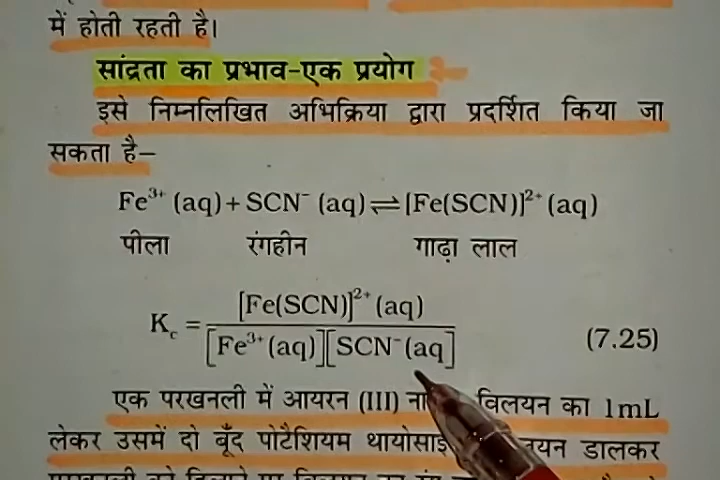 में होती रहती है।
सांद्रता का प्रभाव-एक प्रयोग
इसे निम्नलिखित अभिक्रिया द्वारा प्रदर्शित किया जा
सकता है–
Fe³⁺ (aq) + SCN⁻ (aq) ⇌ [Fe(SCN)]²⁺ (aq)
पीला रंगहीन गाढ़ा लाल
[Fe(SCN)]²⁺ (aq)
K꜀ = (7.25)
[Fe³⁺ (aq)][SCN⁻(aq]
एक परखनली में आयरन (III) विलयन का 1mL
लेकर उसमें दो बूँद पोटैशियम डालकर